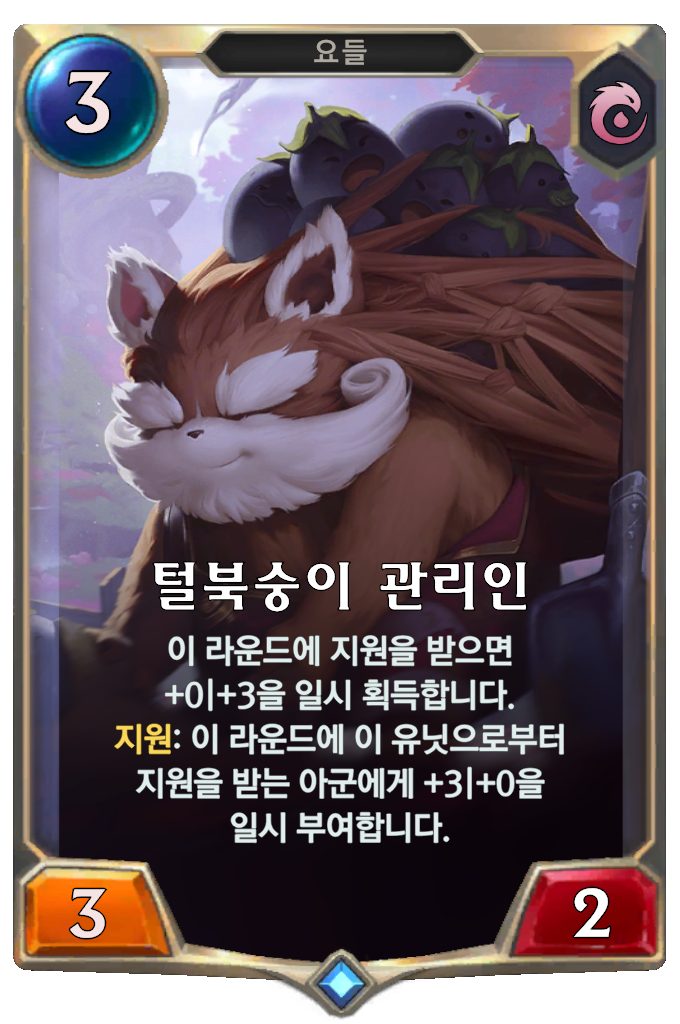 요들
3
털북숭이 관리인
이 라운드에 지원을 받으면
+0|+3을 일시 획득합니다.
지원: 이 라운드에 이 유닛으로부터
지원을 받는 아군에게 +3|+0을
일시 부여합니다.
3
2